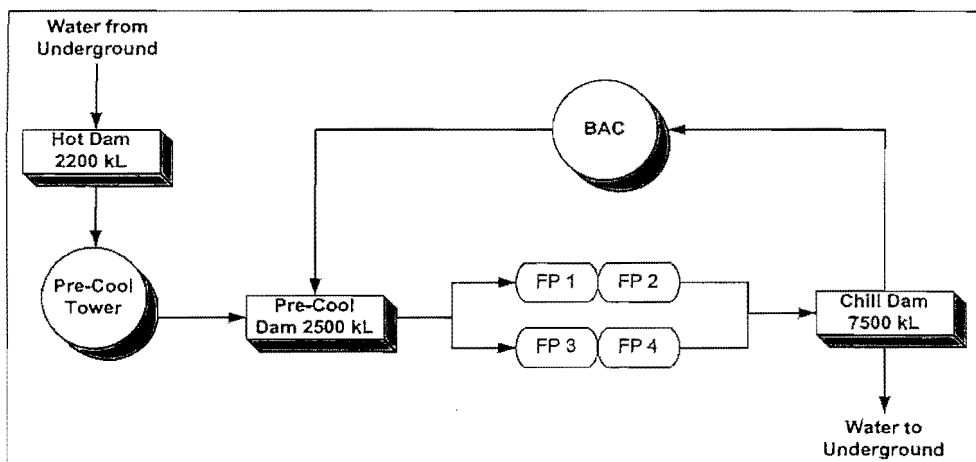 Water from
Underground
Hot Dam
2200 kL
BAC
Pre-Cool
Tower
Pre-Cool
Dam 2500 kL
FP 1
FP 2
FP 3
FP 4
Chill Dam
7500 kL
Water to
Underground